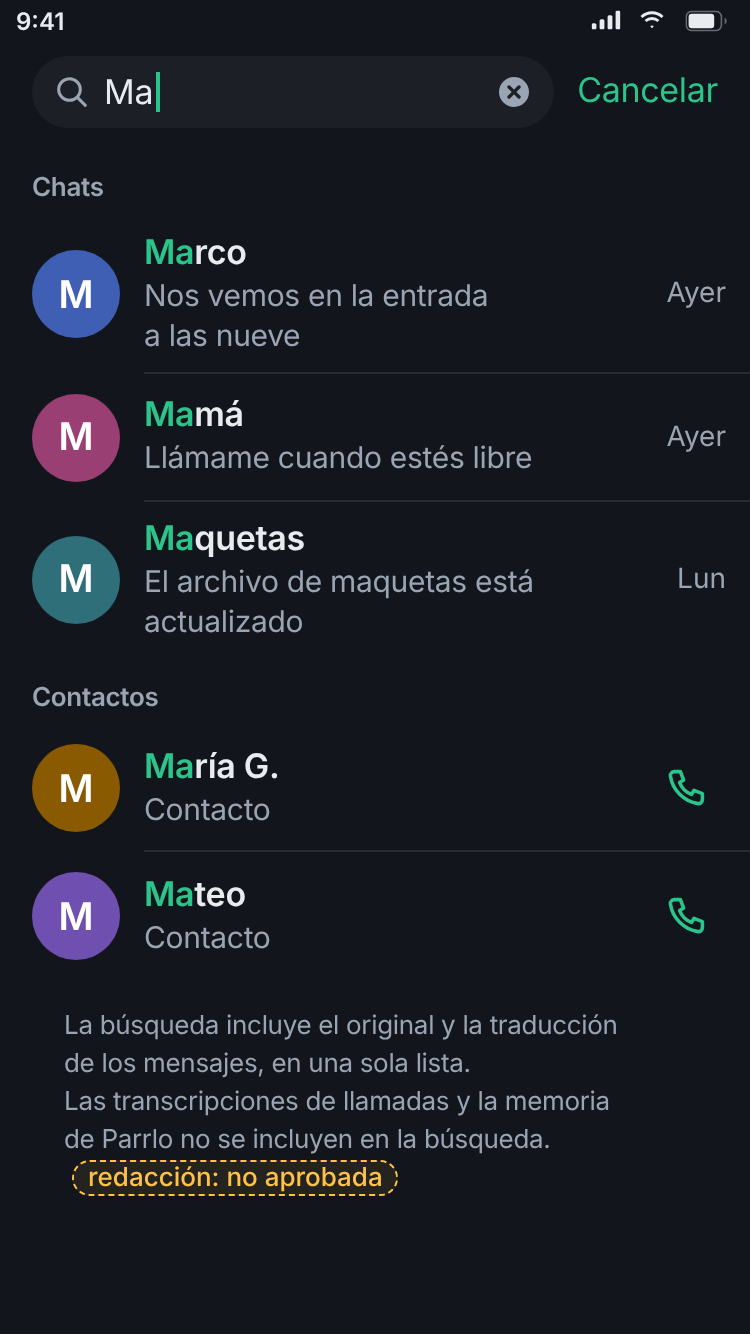 9:41
Ma
Cancelar
Chats
M
Marco
Nos vemos en la entrada
a las nueve
Ayer
M
Mamá
Llámame cuando estés libre
Ayer
M
Maquetas
El archivo de maquetas está
actualizado
Lun
Contactos
M
María G.
Contacto
M
Mateo
Contacto
La búsqueda incluye el original y la traducción
de los mensajes, en una sola lista.
Las transcripciones de llamadas y la memoria
de Parrlo no se incluyen en la búsqueda.
redacción: no aprobada